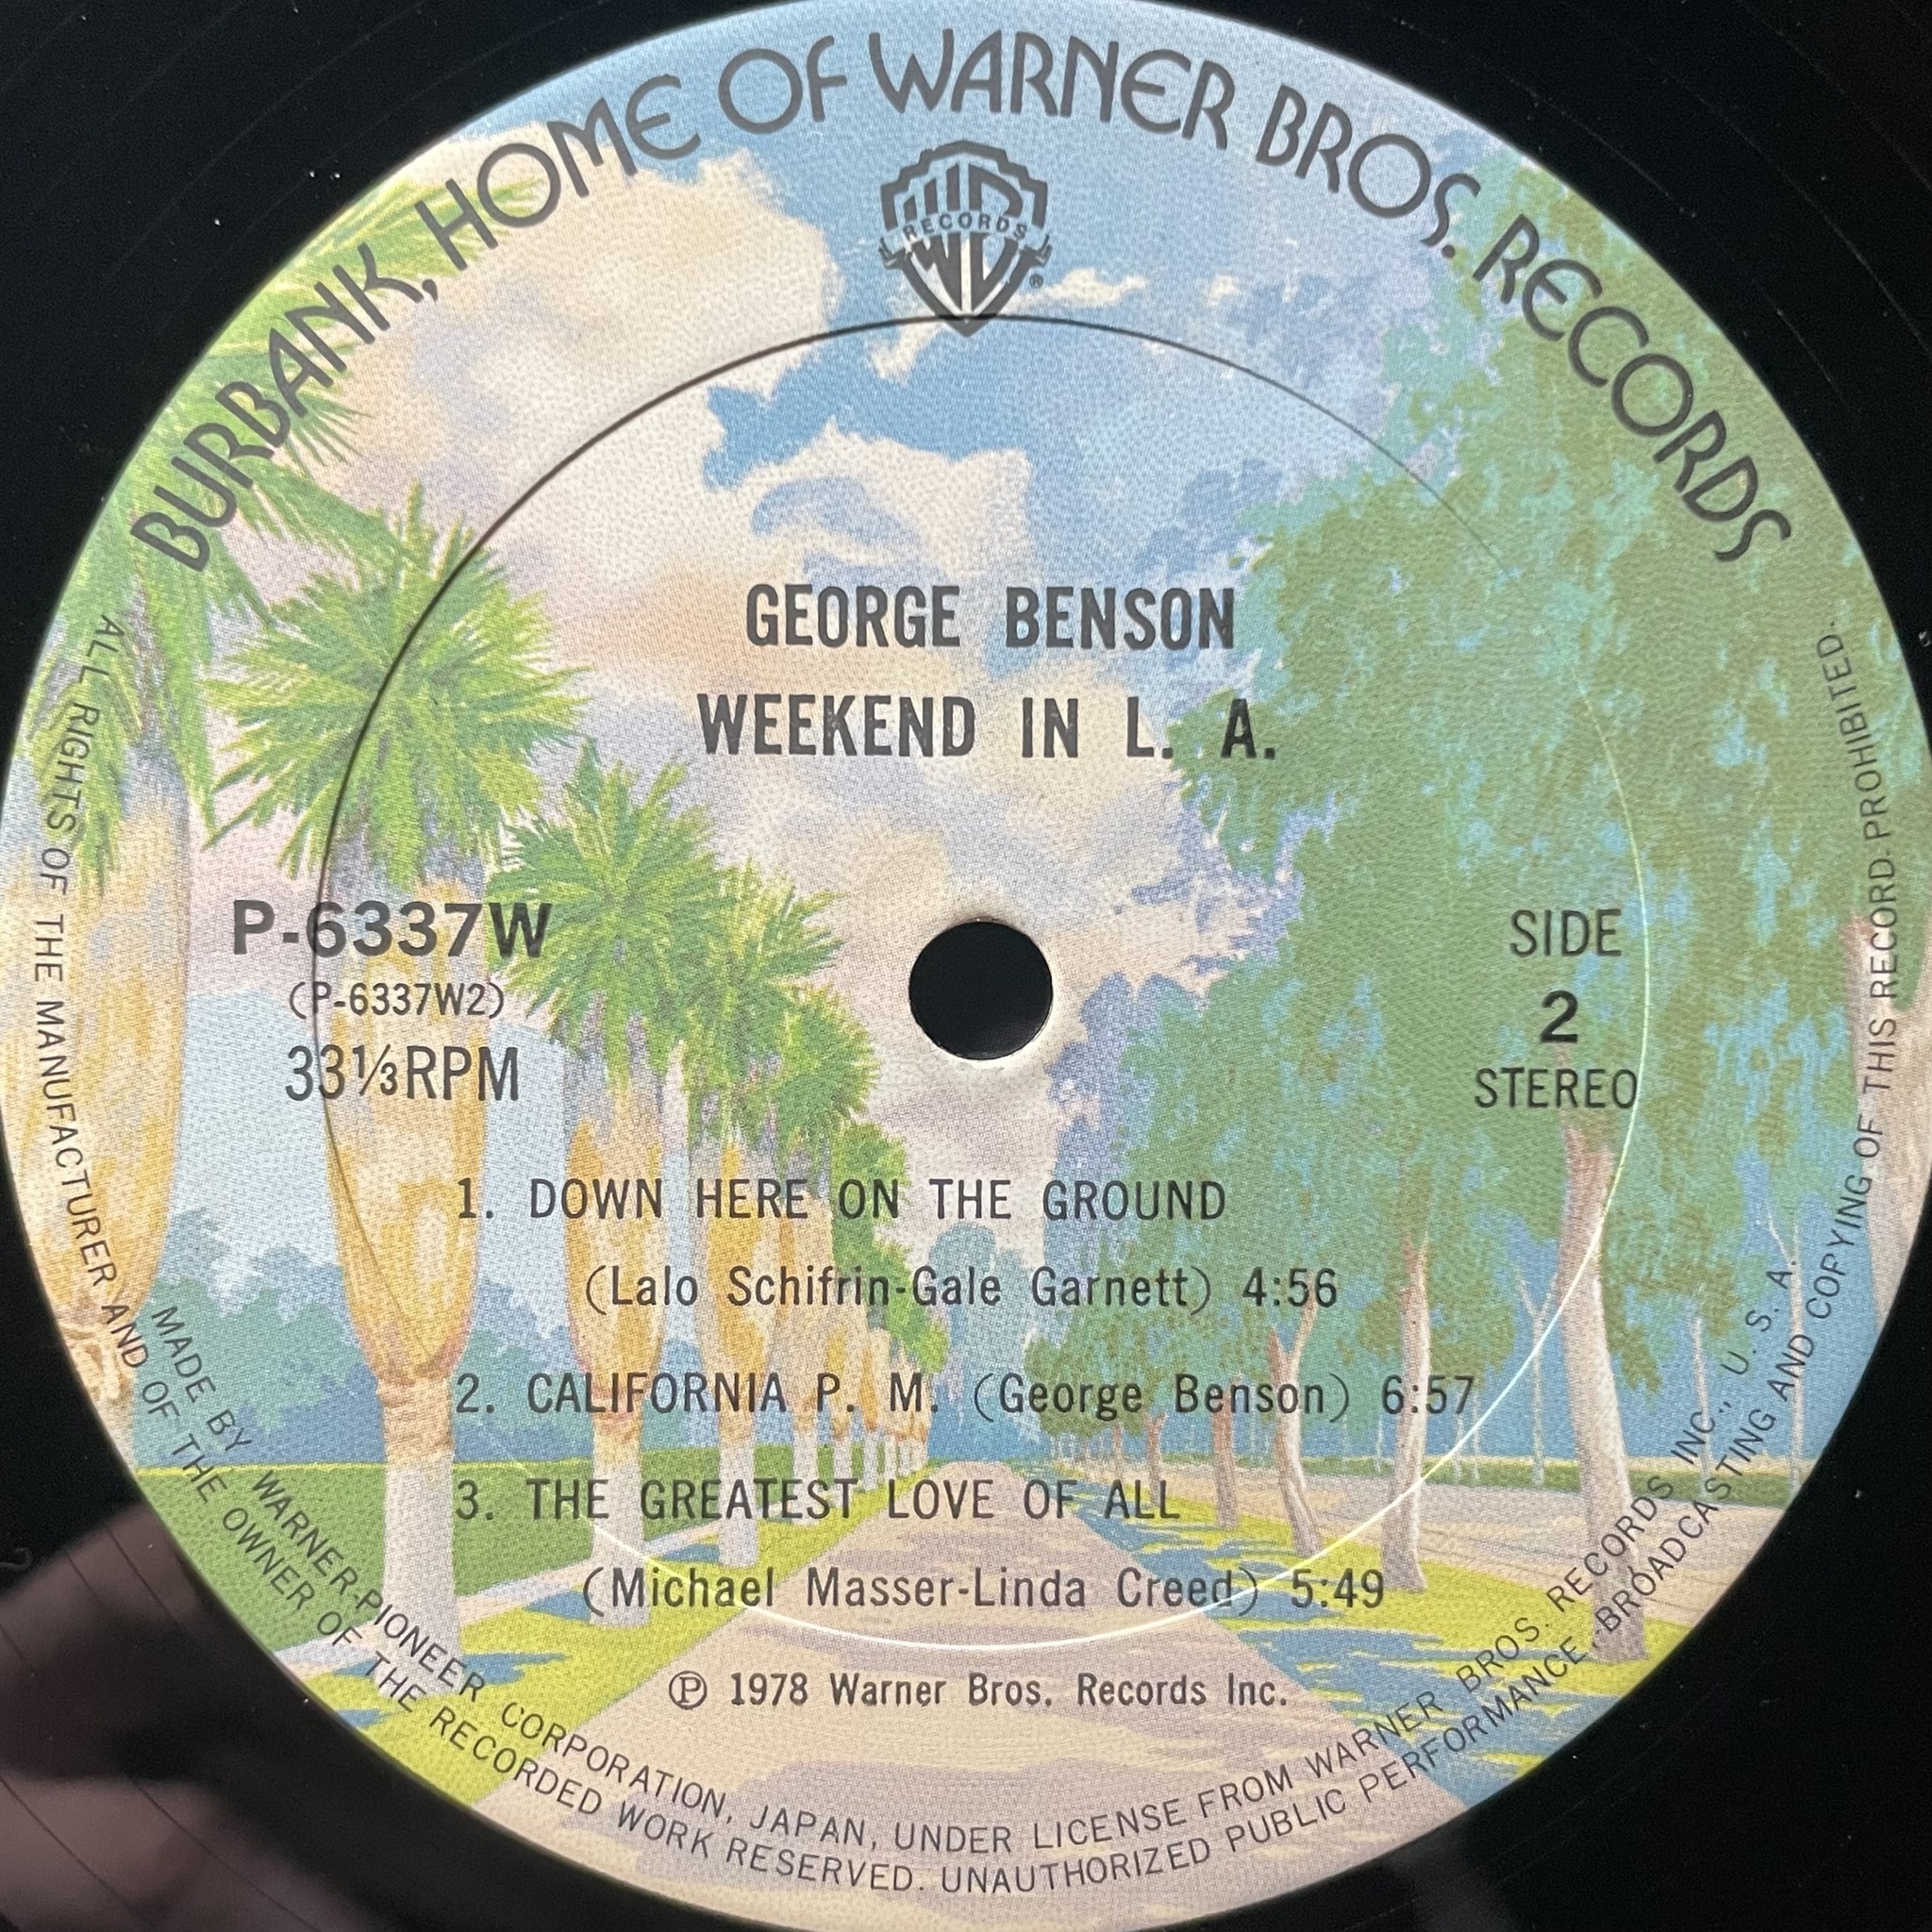 BURBANK, HOME OF WARNER BROS. RECORDS
RECORDS
®
GEORGE BENSON
WEEKEND IN L. A.
P-6337W
(P-6337W2)
33⅓RPM
SIDE
2
STEREO
1. DOWN HERE ON THE GROUND
(Lalo Schifrin-Gale Garnett) 4:56
2. CALIFORNIA P. M. (George Benson) 6:57
3. THE GREATEST LOVE OF ALL
(Michael Masser-Linda Creed) 5:49
℗ 1978 Warner Bros. Records Inc.
MADE BY WARNER-PIONEER CORPORATION, JAPAN, UNDER LICENSE FROM WARNER BROS. RECORDS INC., U. S. A.
ALL RIGHTS OF THE MANUFACTURER AND OF THE OWNER OF THE RECORDED WORK RESERVED. UNAUTHORIZED PUBLIC PERFORMANCE, BROADCASTING AND COPYING OF THIS RECORD PROHIBITED.